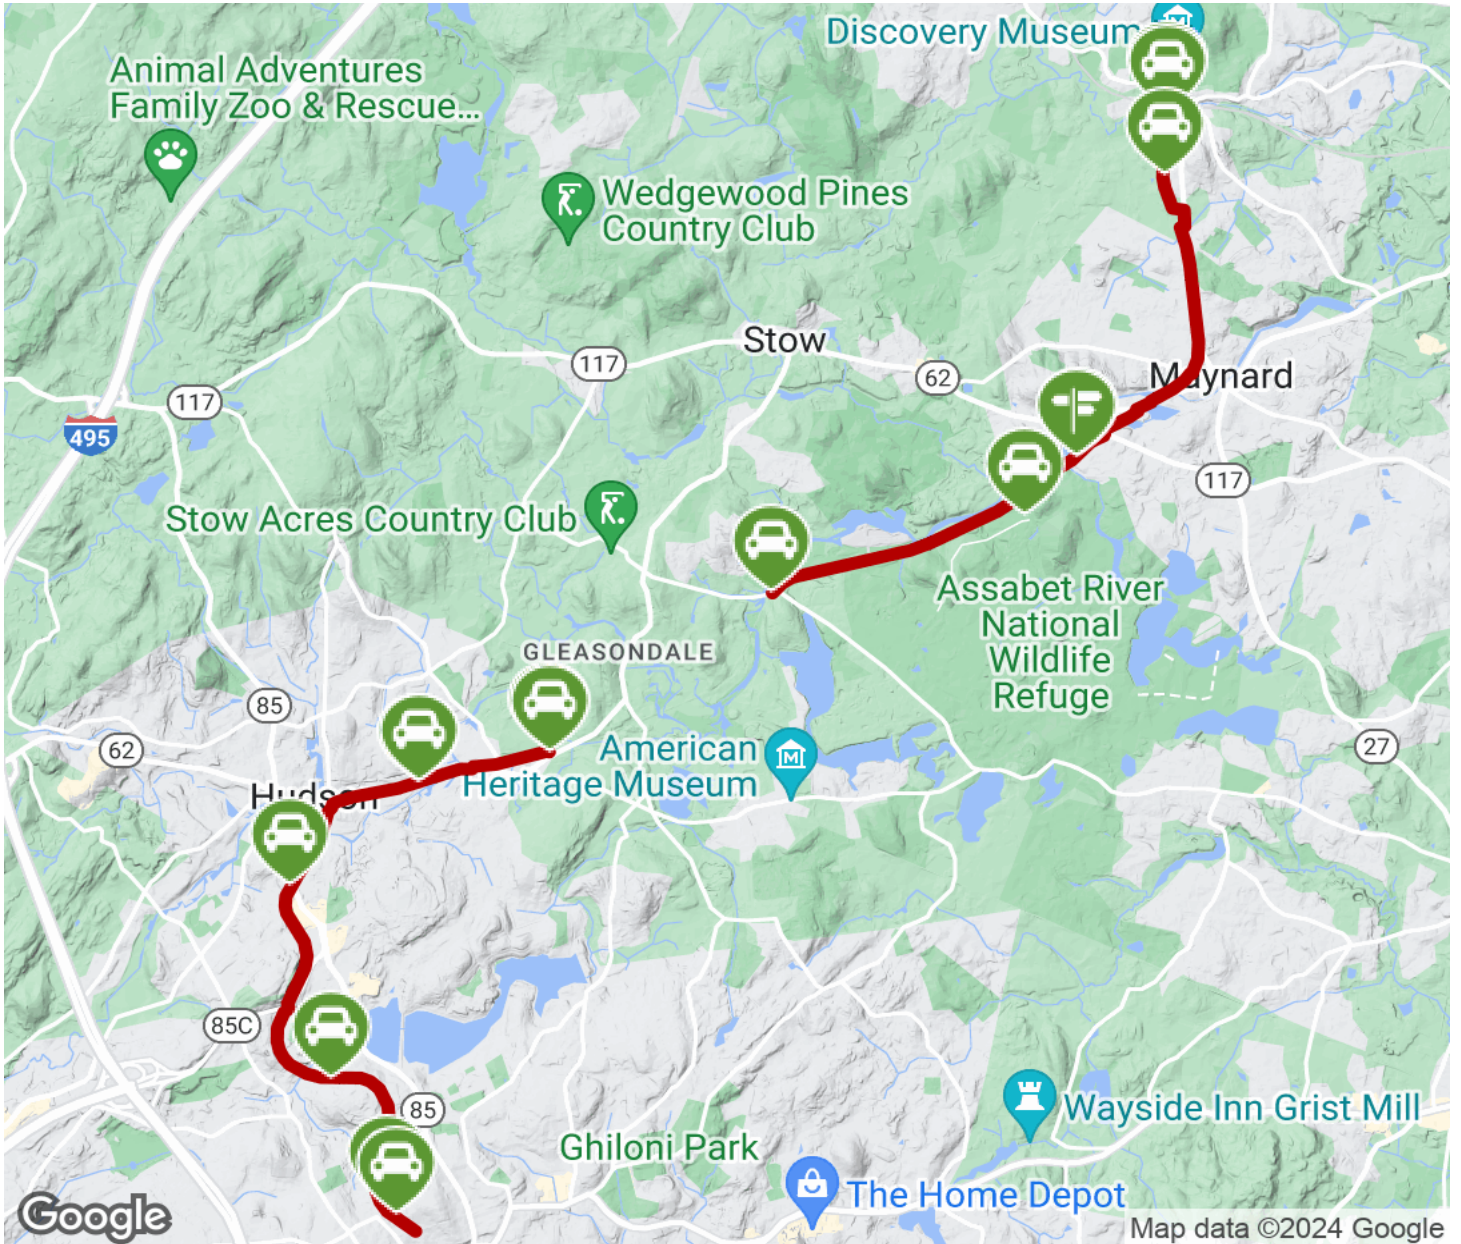 Discovery Museum
Animal Adventures
Family Zoo & Rescue...
Wedgewood Pines
Country Club
Stow
117
62
Maynard
117
495
117
Stow Acres Country Club
Assabet River
National
Wildlife
Refuge
GLEASONDALE
85
62
27
American
Heritage Museum
Hudson
85C
85
Wayside Inn Grist Mill
Ghiloni Park
The Home Depot
Google
Map data ©2024 Google